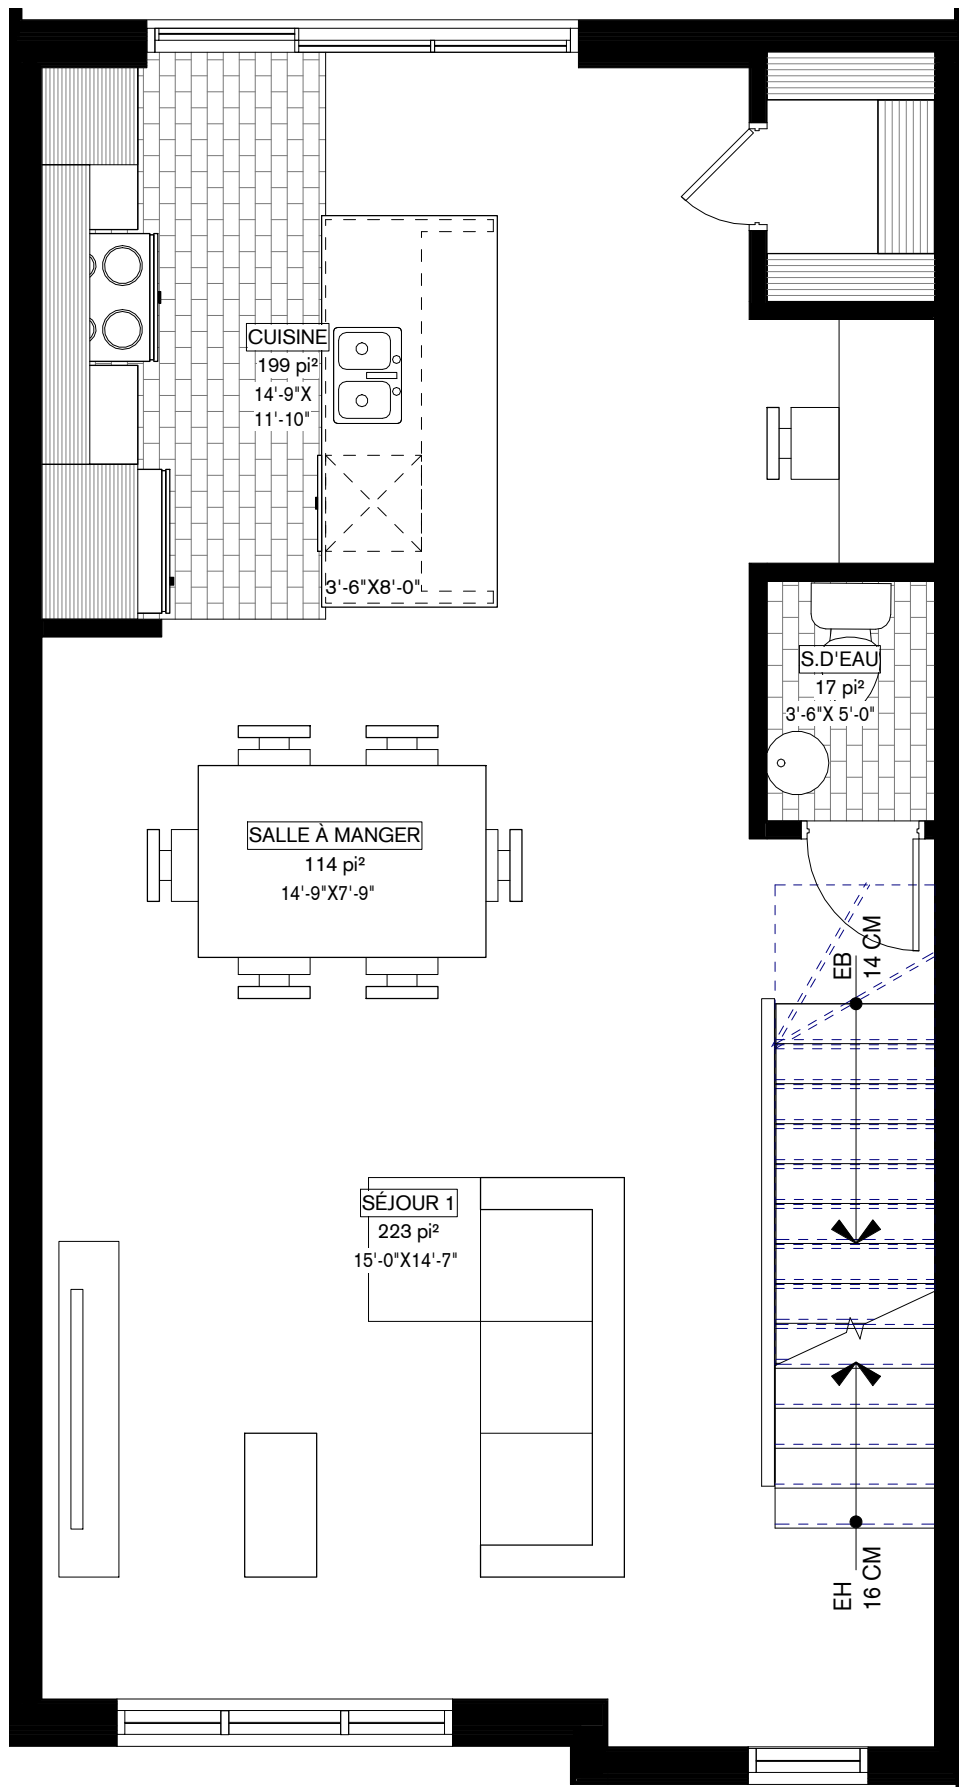 CUISINE
199 pi²
14'-9"X
11'-10"
3'-6"X8'-0"
S.D'EAU
17 pi²
3'-6"X 5'-0"
SALLE À MANGER
114 pi²
14'-9"X7'-9"
EB
14 CM
SÉJOUR 1
223 pi²
15'-0"X14'-7"
EH
16 CM